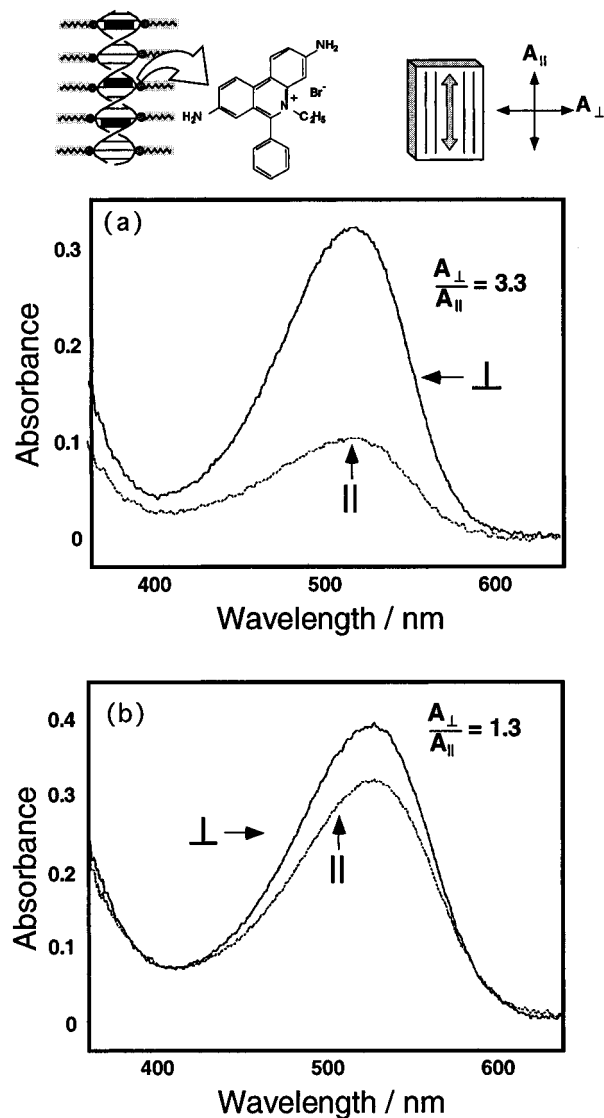 NH₂
A∥
Br⁻
N⁺
H₂N
C₂H₅
A⊥
(a)
A⊥/A∥ = 3.3
0.3
0.2
0.1
0
⊥
∥
Absorbance
400 500 600
Wavelength / nm
(b)
A⊥/A∥ = 1.3
0.4
0.3
0.2
0.1
0
⊥
∥
Absorbance
400 500 600
Wavelength / nm